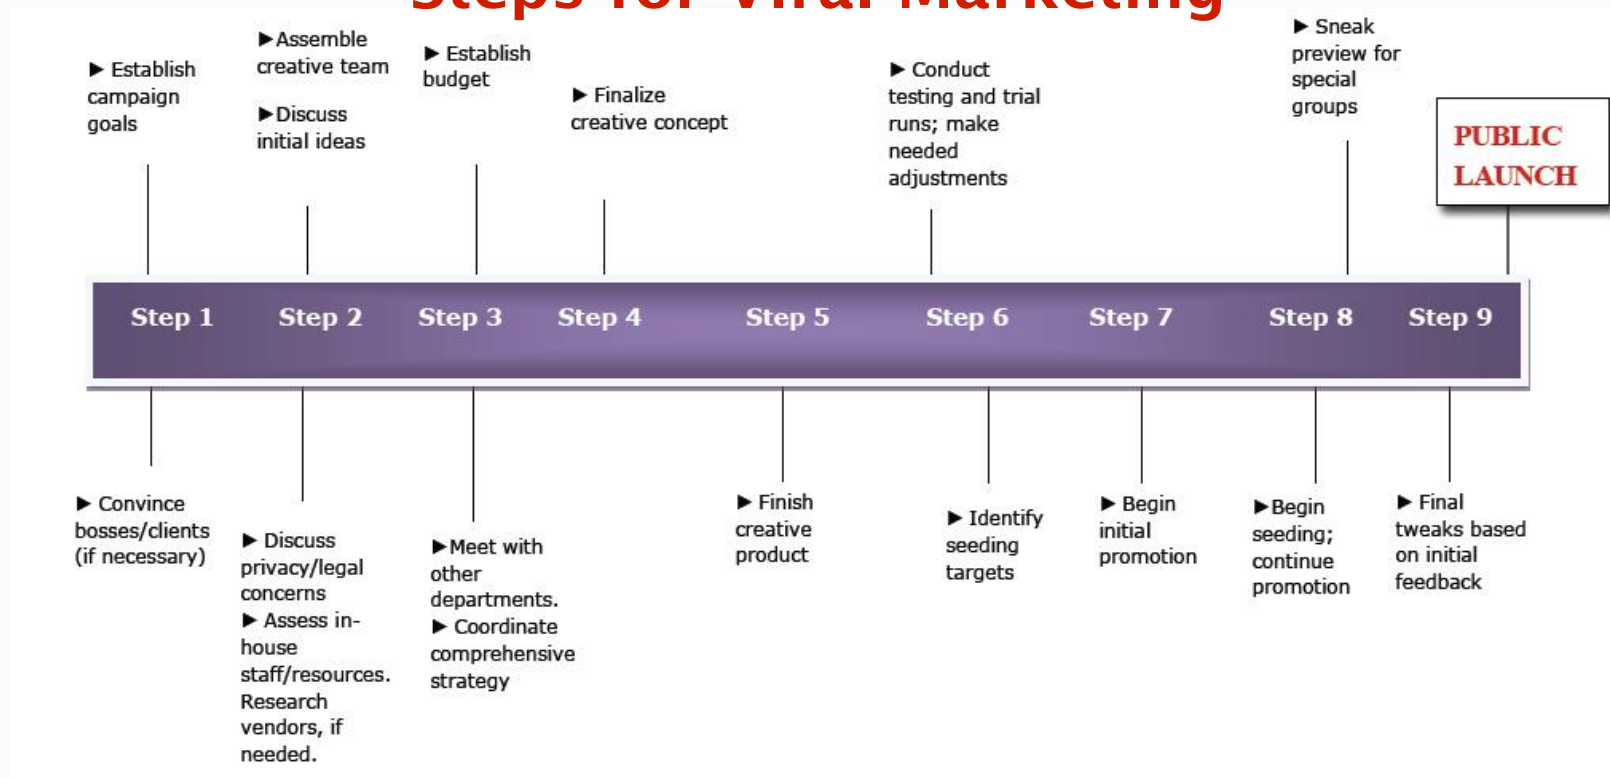 Steps for Viral Marketing
► Establish
campaign
goals
►Assemble
creative team
►Discuss
initial ideas
► Establish
budget
► Finalize
creative concept
► Conduct
testing and trial
runs; make
needed
adjustments
► Sneak
preview for
special
groups
PUBLIC
LAUNCH
Step 1 Step 2 Step 3 Step 4 Step 5 Step 6 Step 7 Step 8 Step 9
► Convince
bosses/clients
(if necessary)
► Discuss
privacy/legal
concerns
► Assess in-
house
staff/resources.
Research
vendors, if
needed.
►Meet with
other
departments.
► Coordinate
comprehensive
strategy
► Finish
creative
product
► Identify
seeding
targets
► Begin
initial
promotion
►Begin
seeding;
continue
promotion
► Final
tweaks based
on initial
feedback